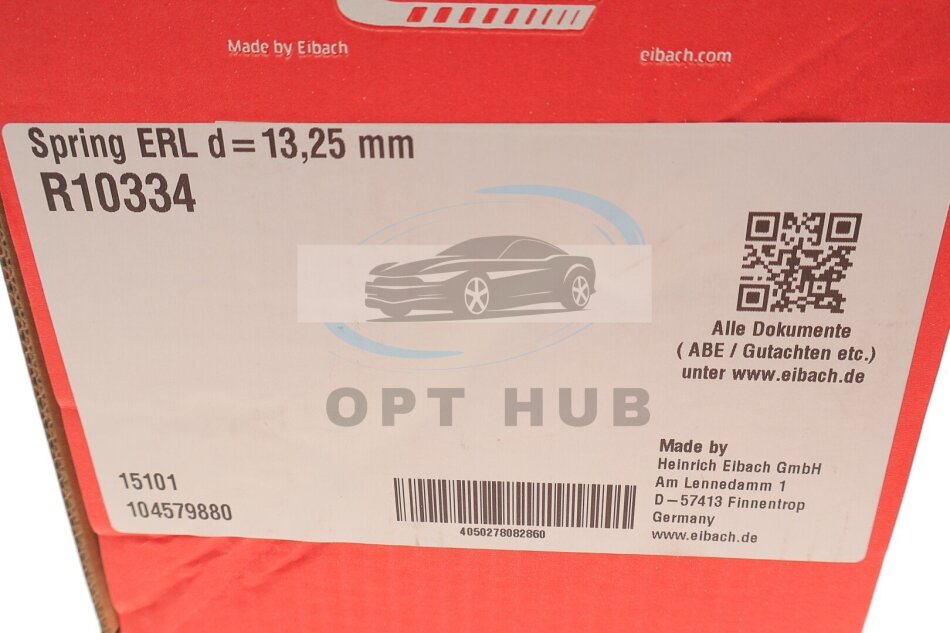 Made by Eibach
eibach.com
Spring ERL d=13,25 mm
R10334
Alle Dokumente
( ABE / Gutachten etc.)
unter www.eibach.de
OPT HUB
15101
104579880
4050278082860
Made by
Heinrich Eibach GmbH
Am Lennedamm 1
D-57413 Finnentrop
Germany
www.eibach.de